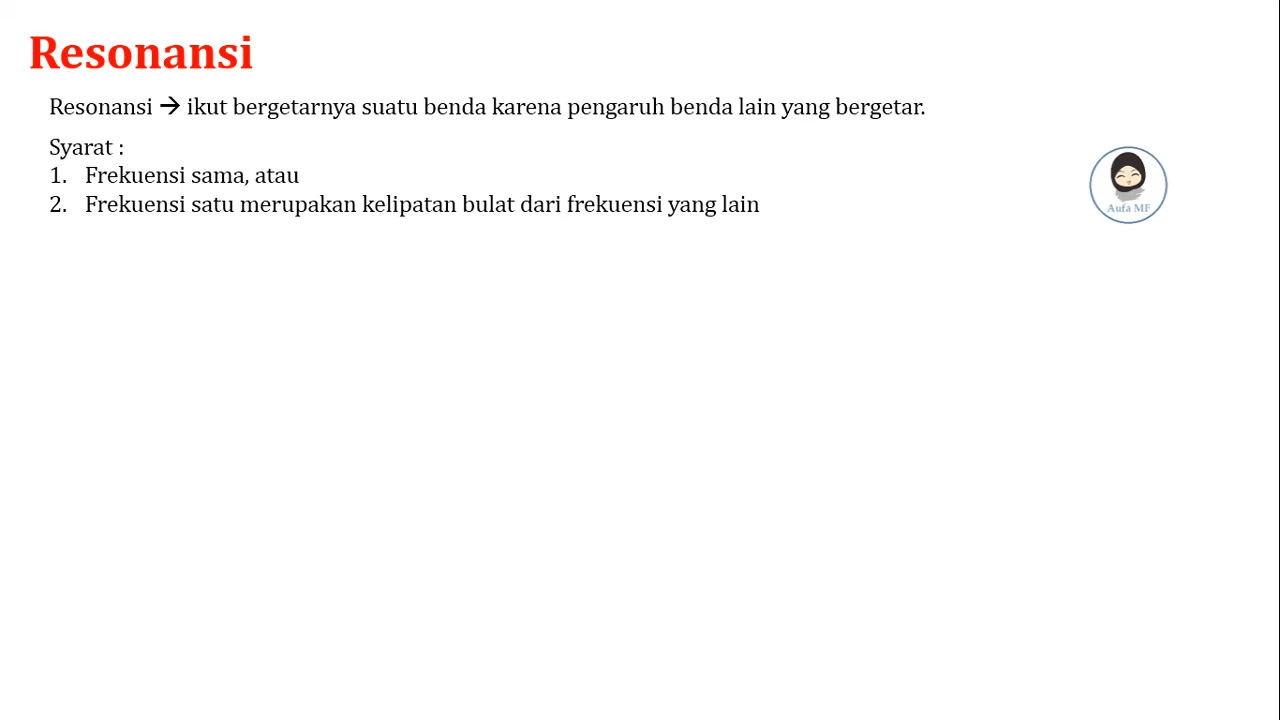 Resonansi
Resonansi → ikut bergetarnya suatu benda karena pengaruh benda lain yang bergetar.
Syarat :
1. Frekuensi sama, atau
2. Frekuensi satu merupakan kelipatan bulat dari frekuensi yang lain
Aufa MF